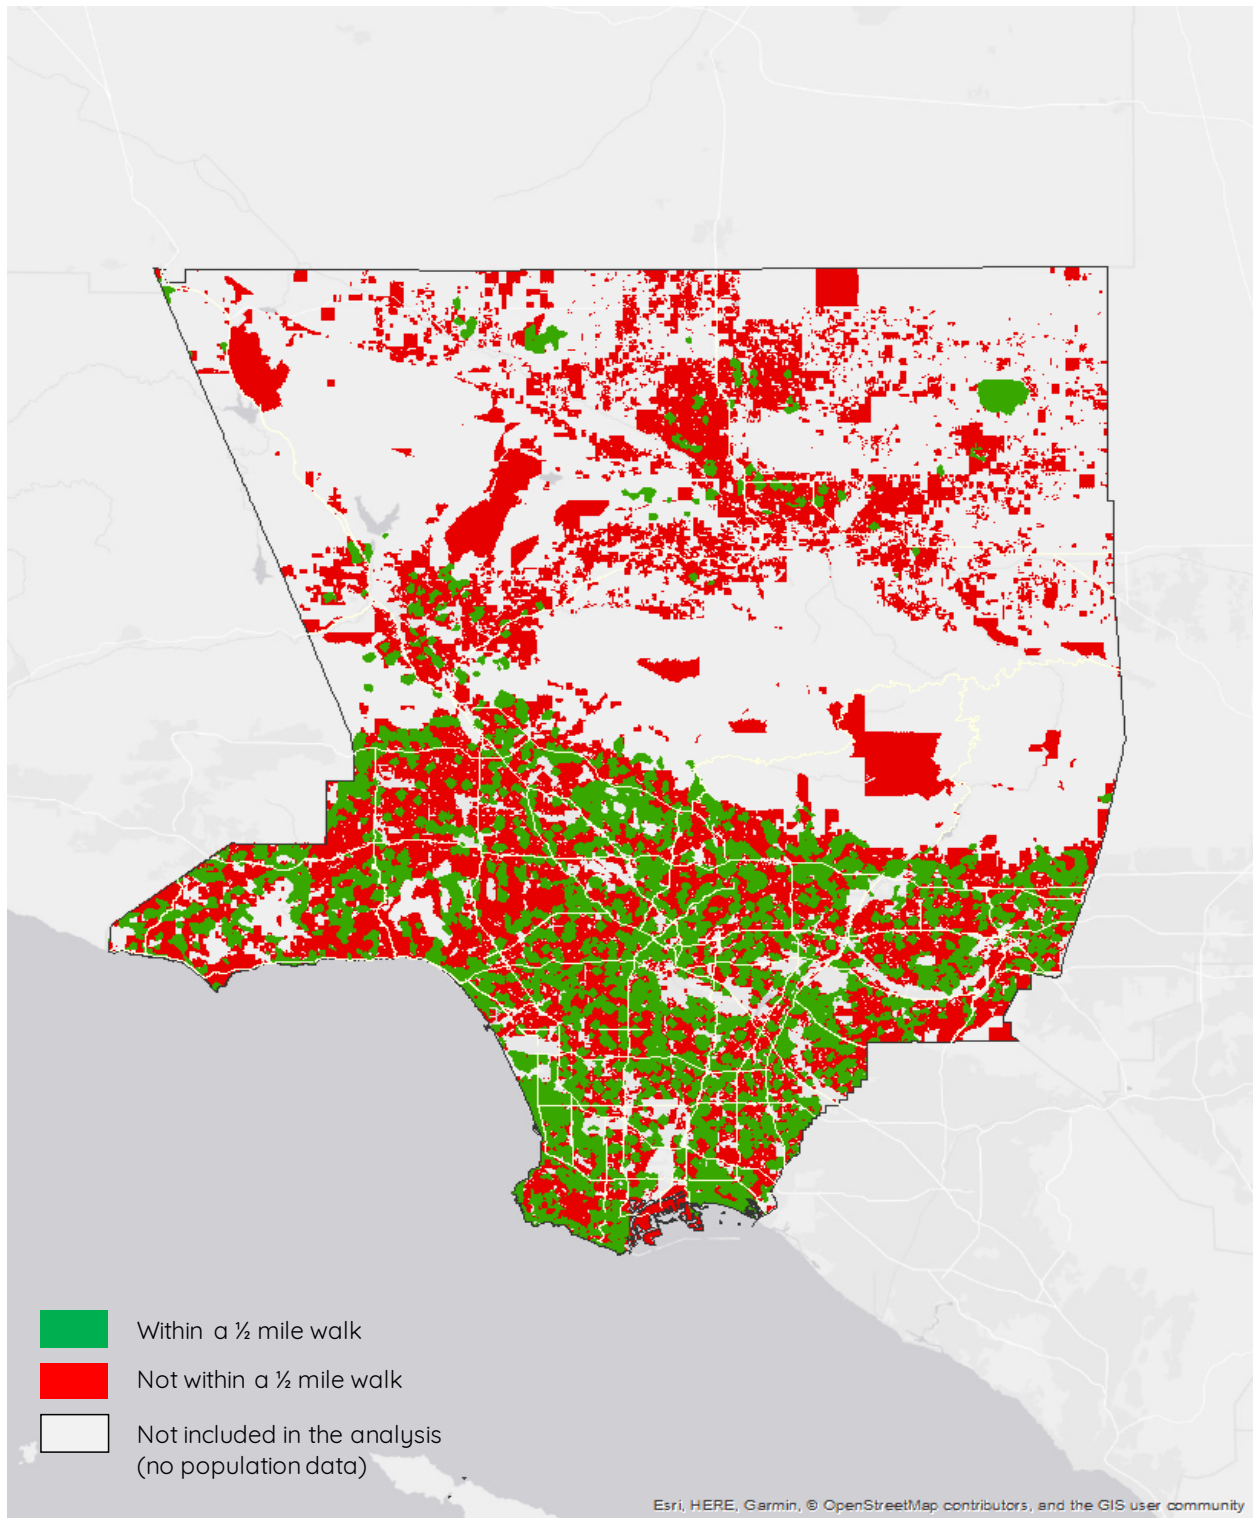 Within a ½ mile walk
Not within a ½ mile walk
Not included in the analysis
(no population data)
Esri, HERE, Garmin, © OpenStreetMap contributors, and the GIS user community